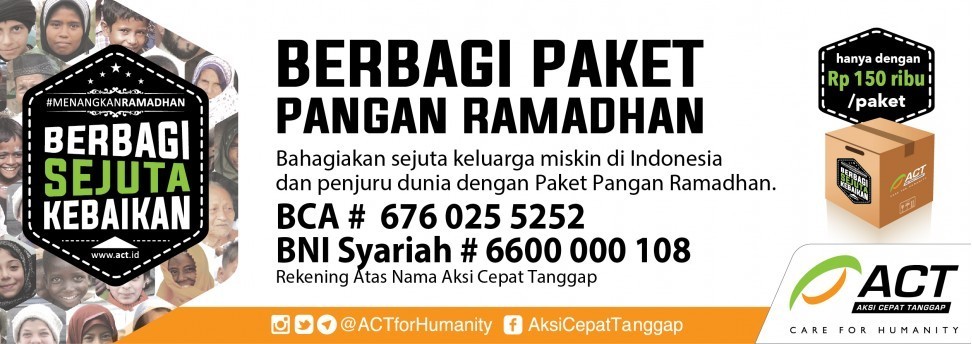 #MENANGKANRAMADHAN
BERBAGI
SEJUTA
KEBAIKAN
www.act.id
BERBAGI PAKET
PANGAN RAMADHAN
Bahagiakan sejuta keluarga miskin di Indonesia
dan penjuru dunia dengan Paket Pangan Ramadhan.
BCA # 676 025 5252
BNI Syariah # 6600 000 108
Rekening Atas Nama Aksi Cepat Tanggap
@ACTforHumanity AksiCepatTanggap
hanya dengan
Rp 150 ribu
/paket
BERBAGI
SEJUTA
KEBAIKAN
ACT
ACT
AKSI CEPAT TANGGAP
CARE FOR HUMANITY